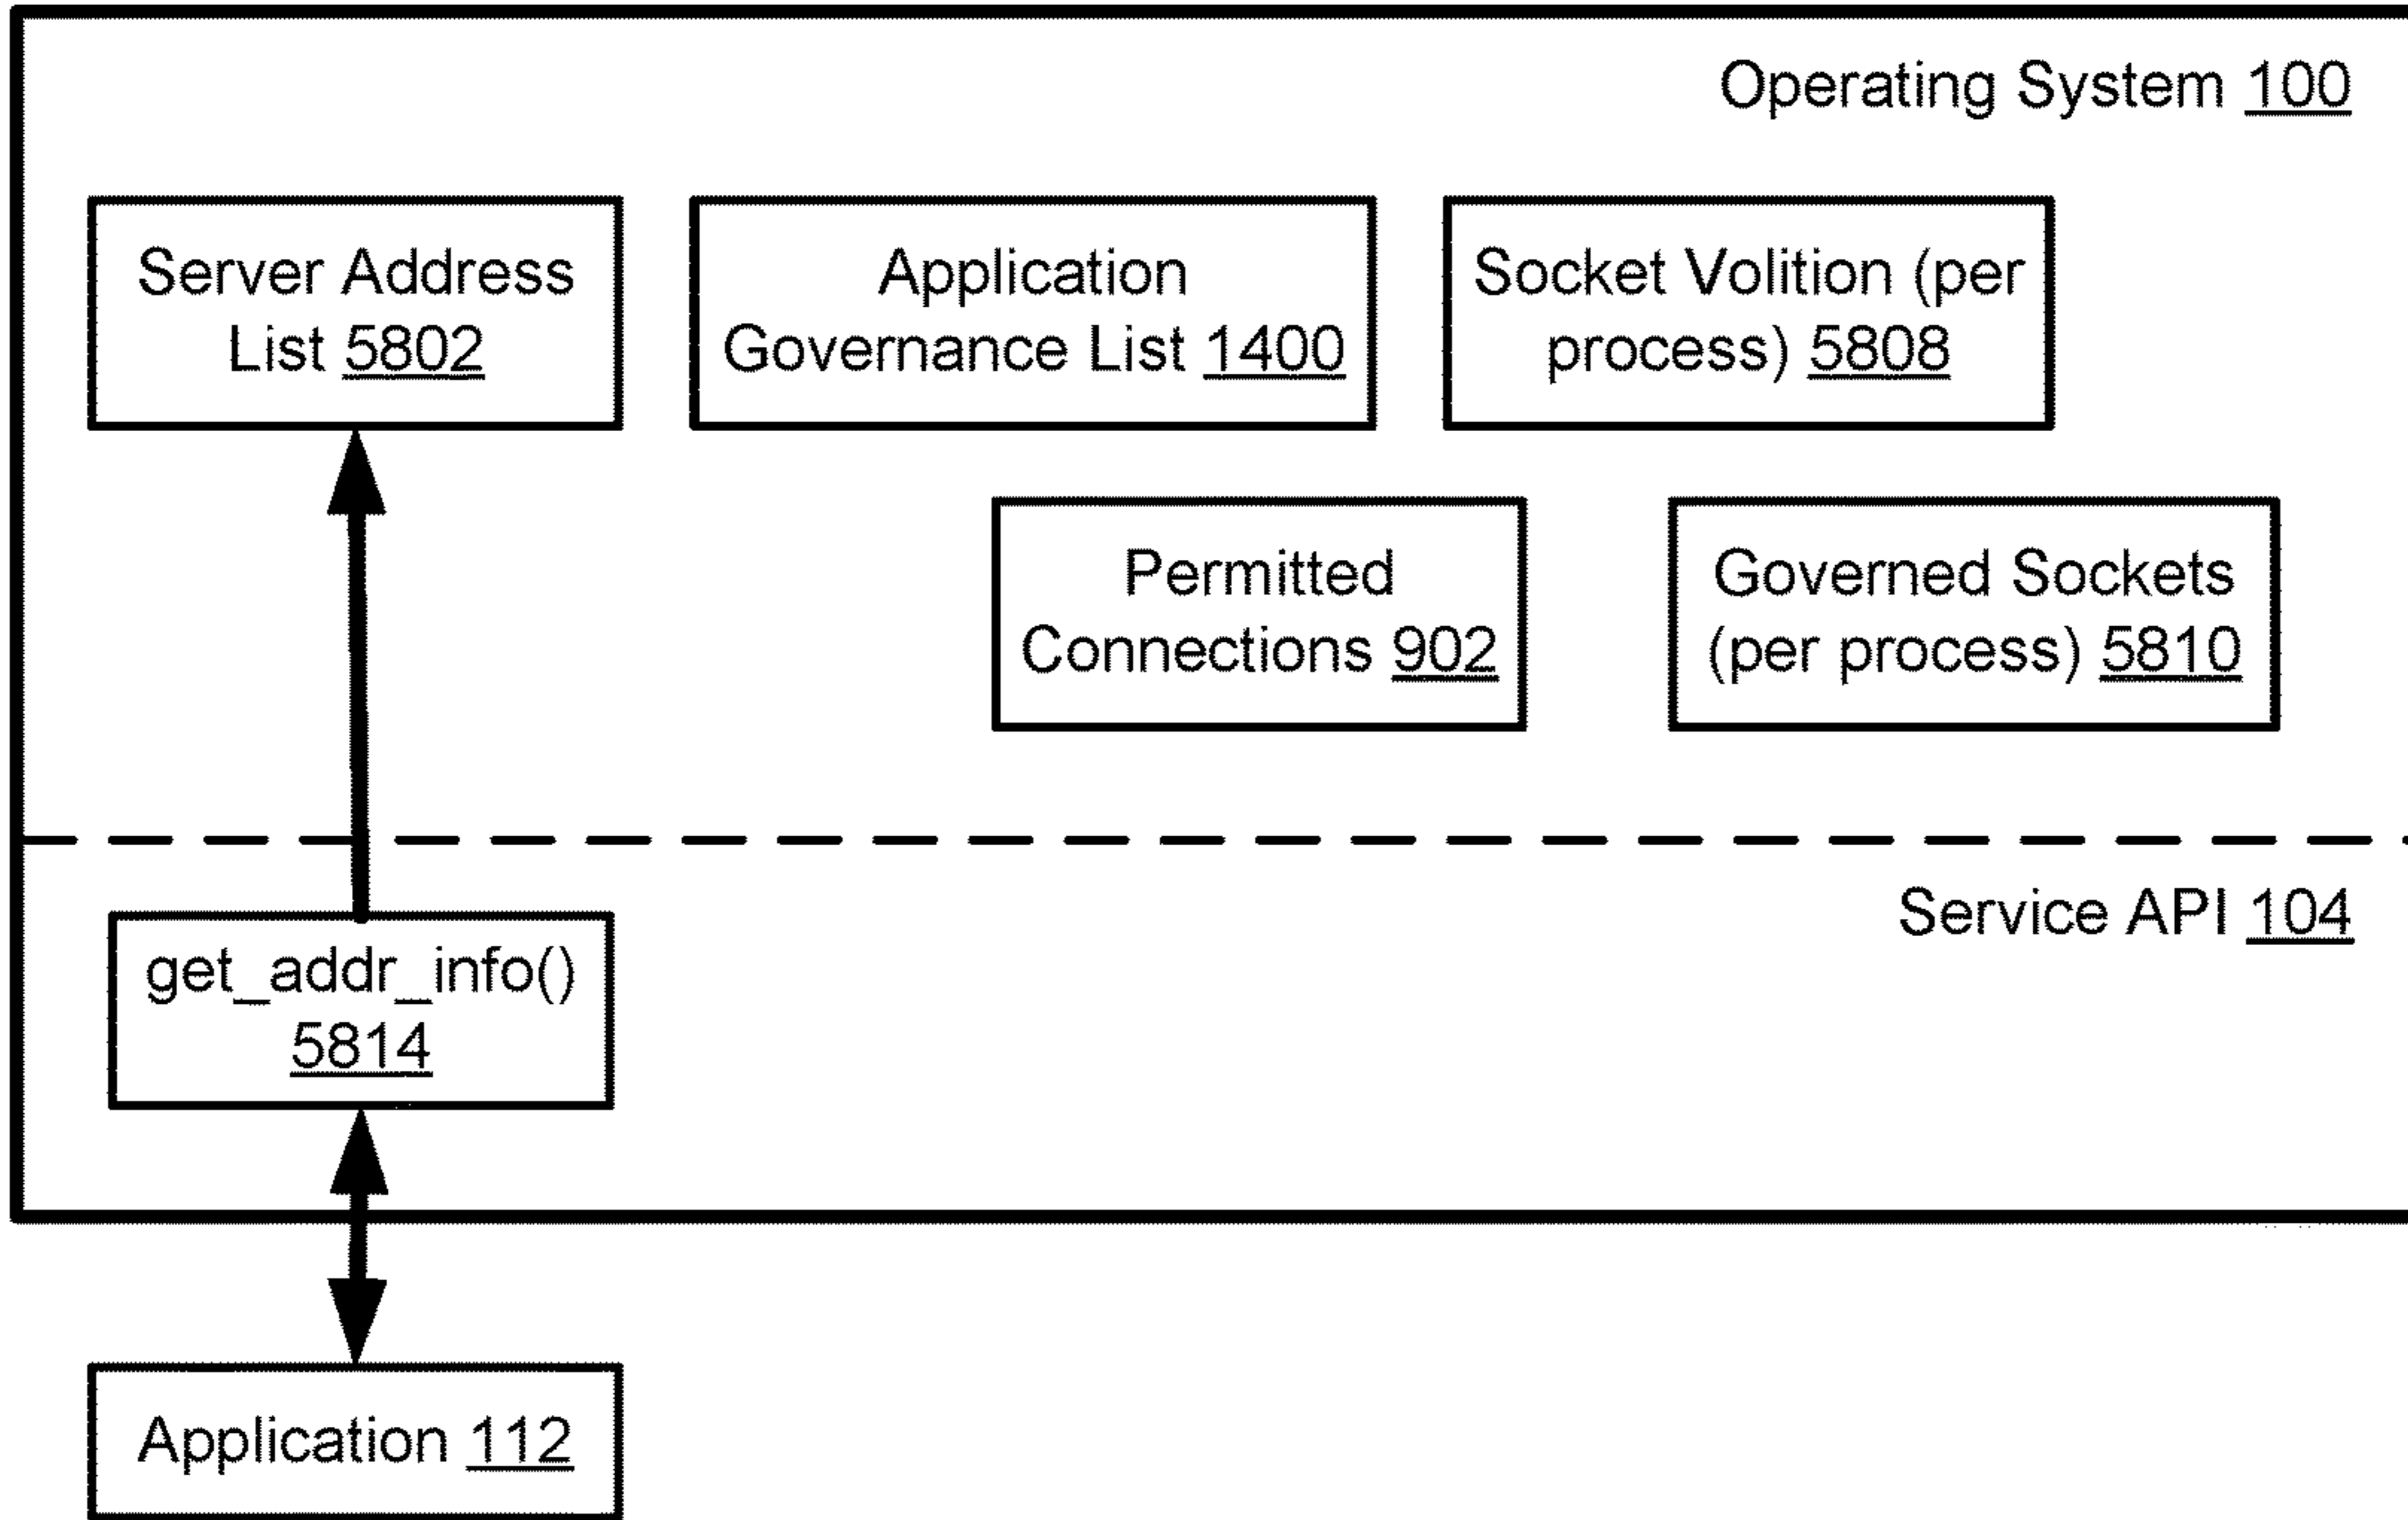 Operating System 100
Server Address
List 5802
Application
Governance List 1400
Socket Volition (per
process) 5808
Permitted
Connections 902
Governed Sockets
(per process) 5810
Service API 104
get_addr_info()
5814
Application 112